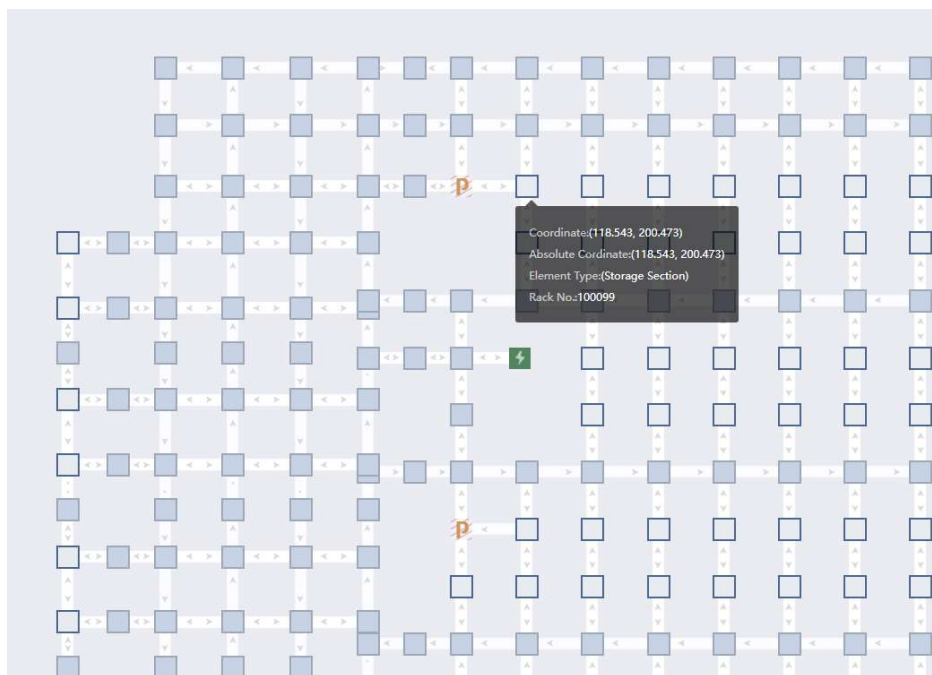 p
Coordinate:(118.543, 200.473)
Absolute Cordinate:(118.543, 200.473)
Element Type:(Storage Section)
Rack No.:100099
p